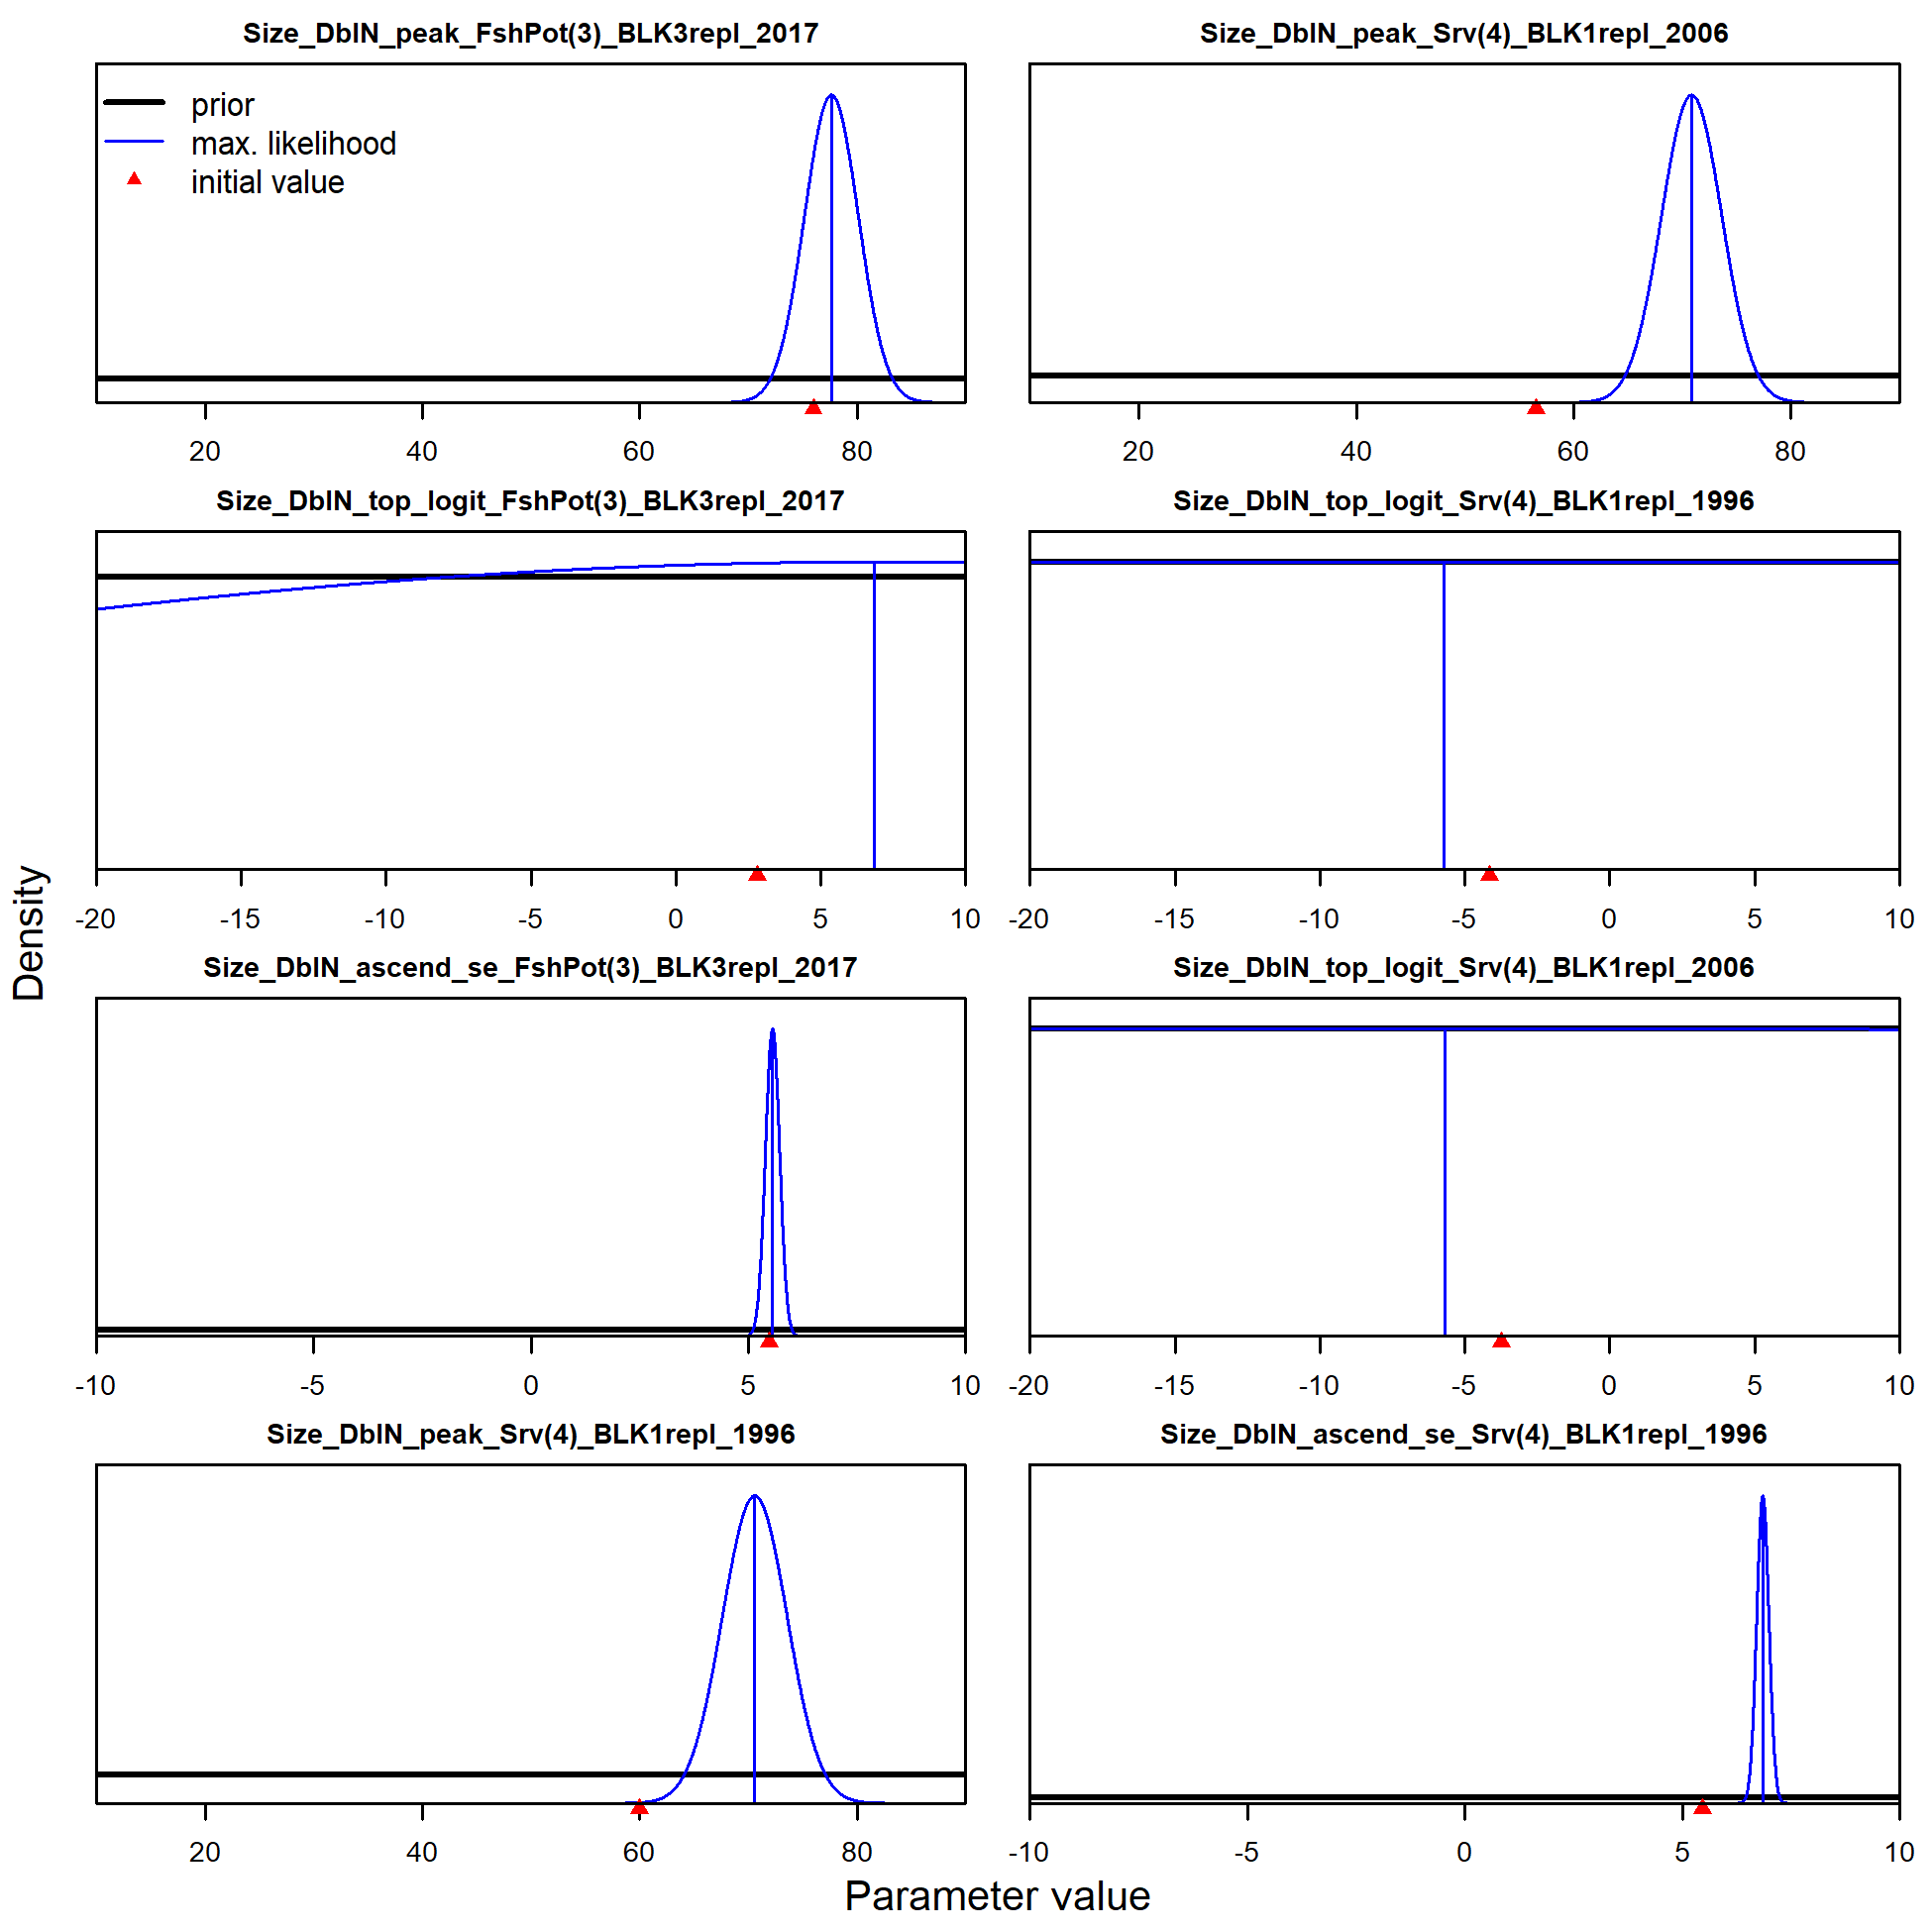 Size_DblN_peak_FshPot(3)_BLK3repl_2017
Size_DblN_peak_Srv(4)_BLK1repl_2006
prior
max. likelihood
initial value
20 40 60 80
20 40 60 80
Size_DblN_top_logit_FshPot(3)_BLK3repl_2017
Size_DblN_top_logit_Srv(4)_BLK1repl_1996
-20 -15 -10 -5 0 5 10
-20 -15 -10 -5 0 5 10
Size_DblN_ascend_se_FshPot(3)_BLK3repl_2017
Size_DblN_top_logit_Srv(4)_BLK1repl_2006
-10 -5 0 5 10
-20 -15 -10 -5 0 5 10
Size_DblN_peak_Srv(4)_BLK1repl_1996
Size_DblN_ascend_se_Srv(4)_BLK1repl_1996
20 40 60 80
-10 -5 0 5 10
Density
Parameter value